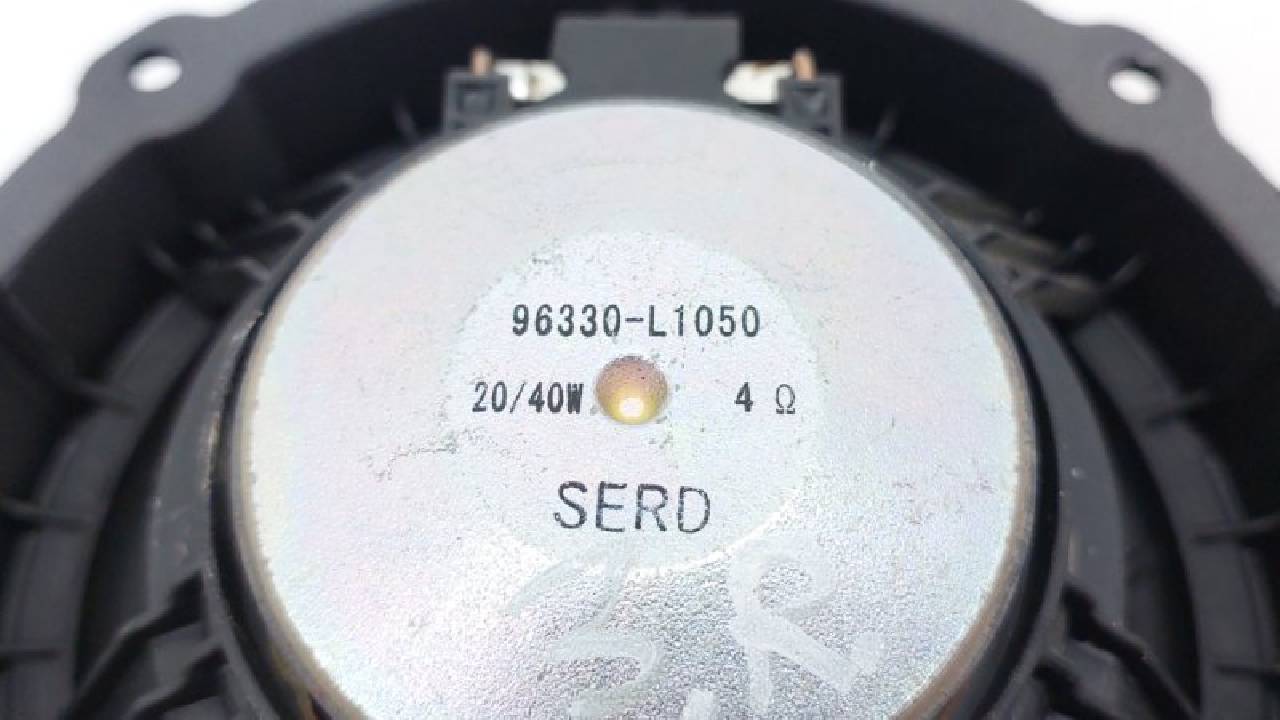 96330-L1050
20/40W 4 Ω
SERD